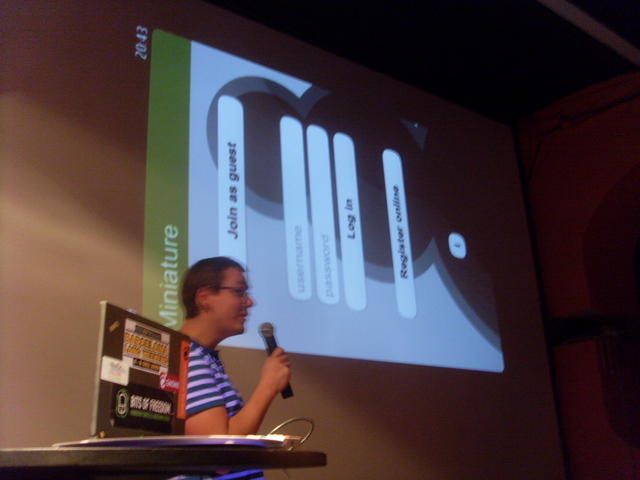 20:43
Miniature
Join as guest
username
password
Log in
Register online
i
BITS OF FREEDOM